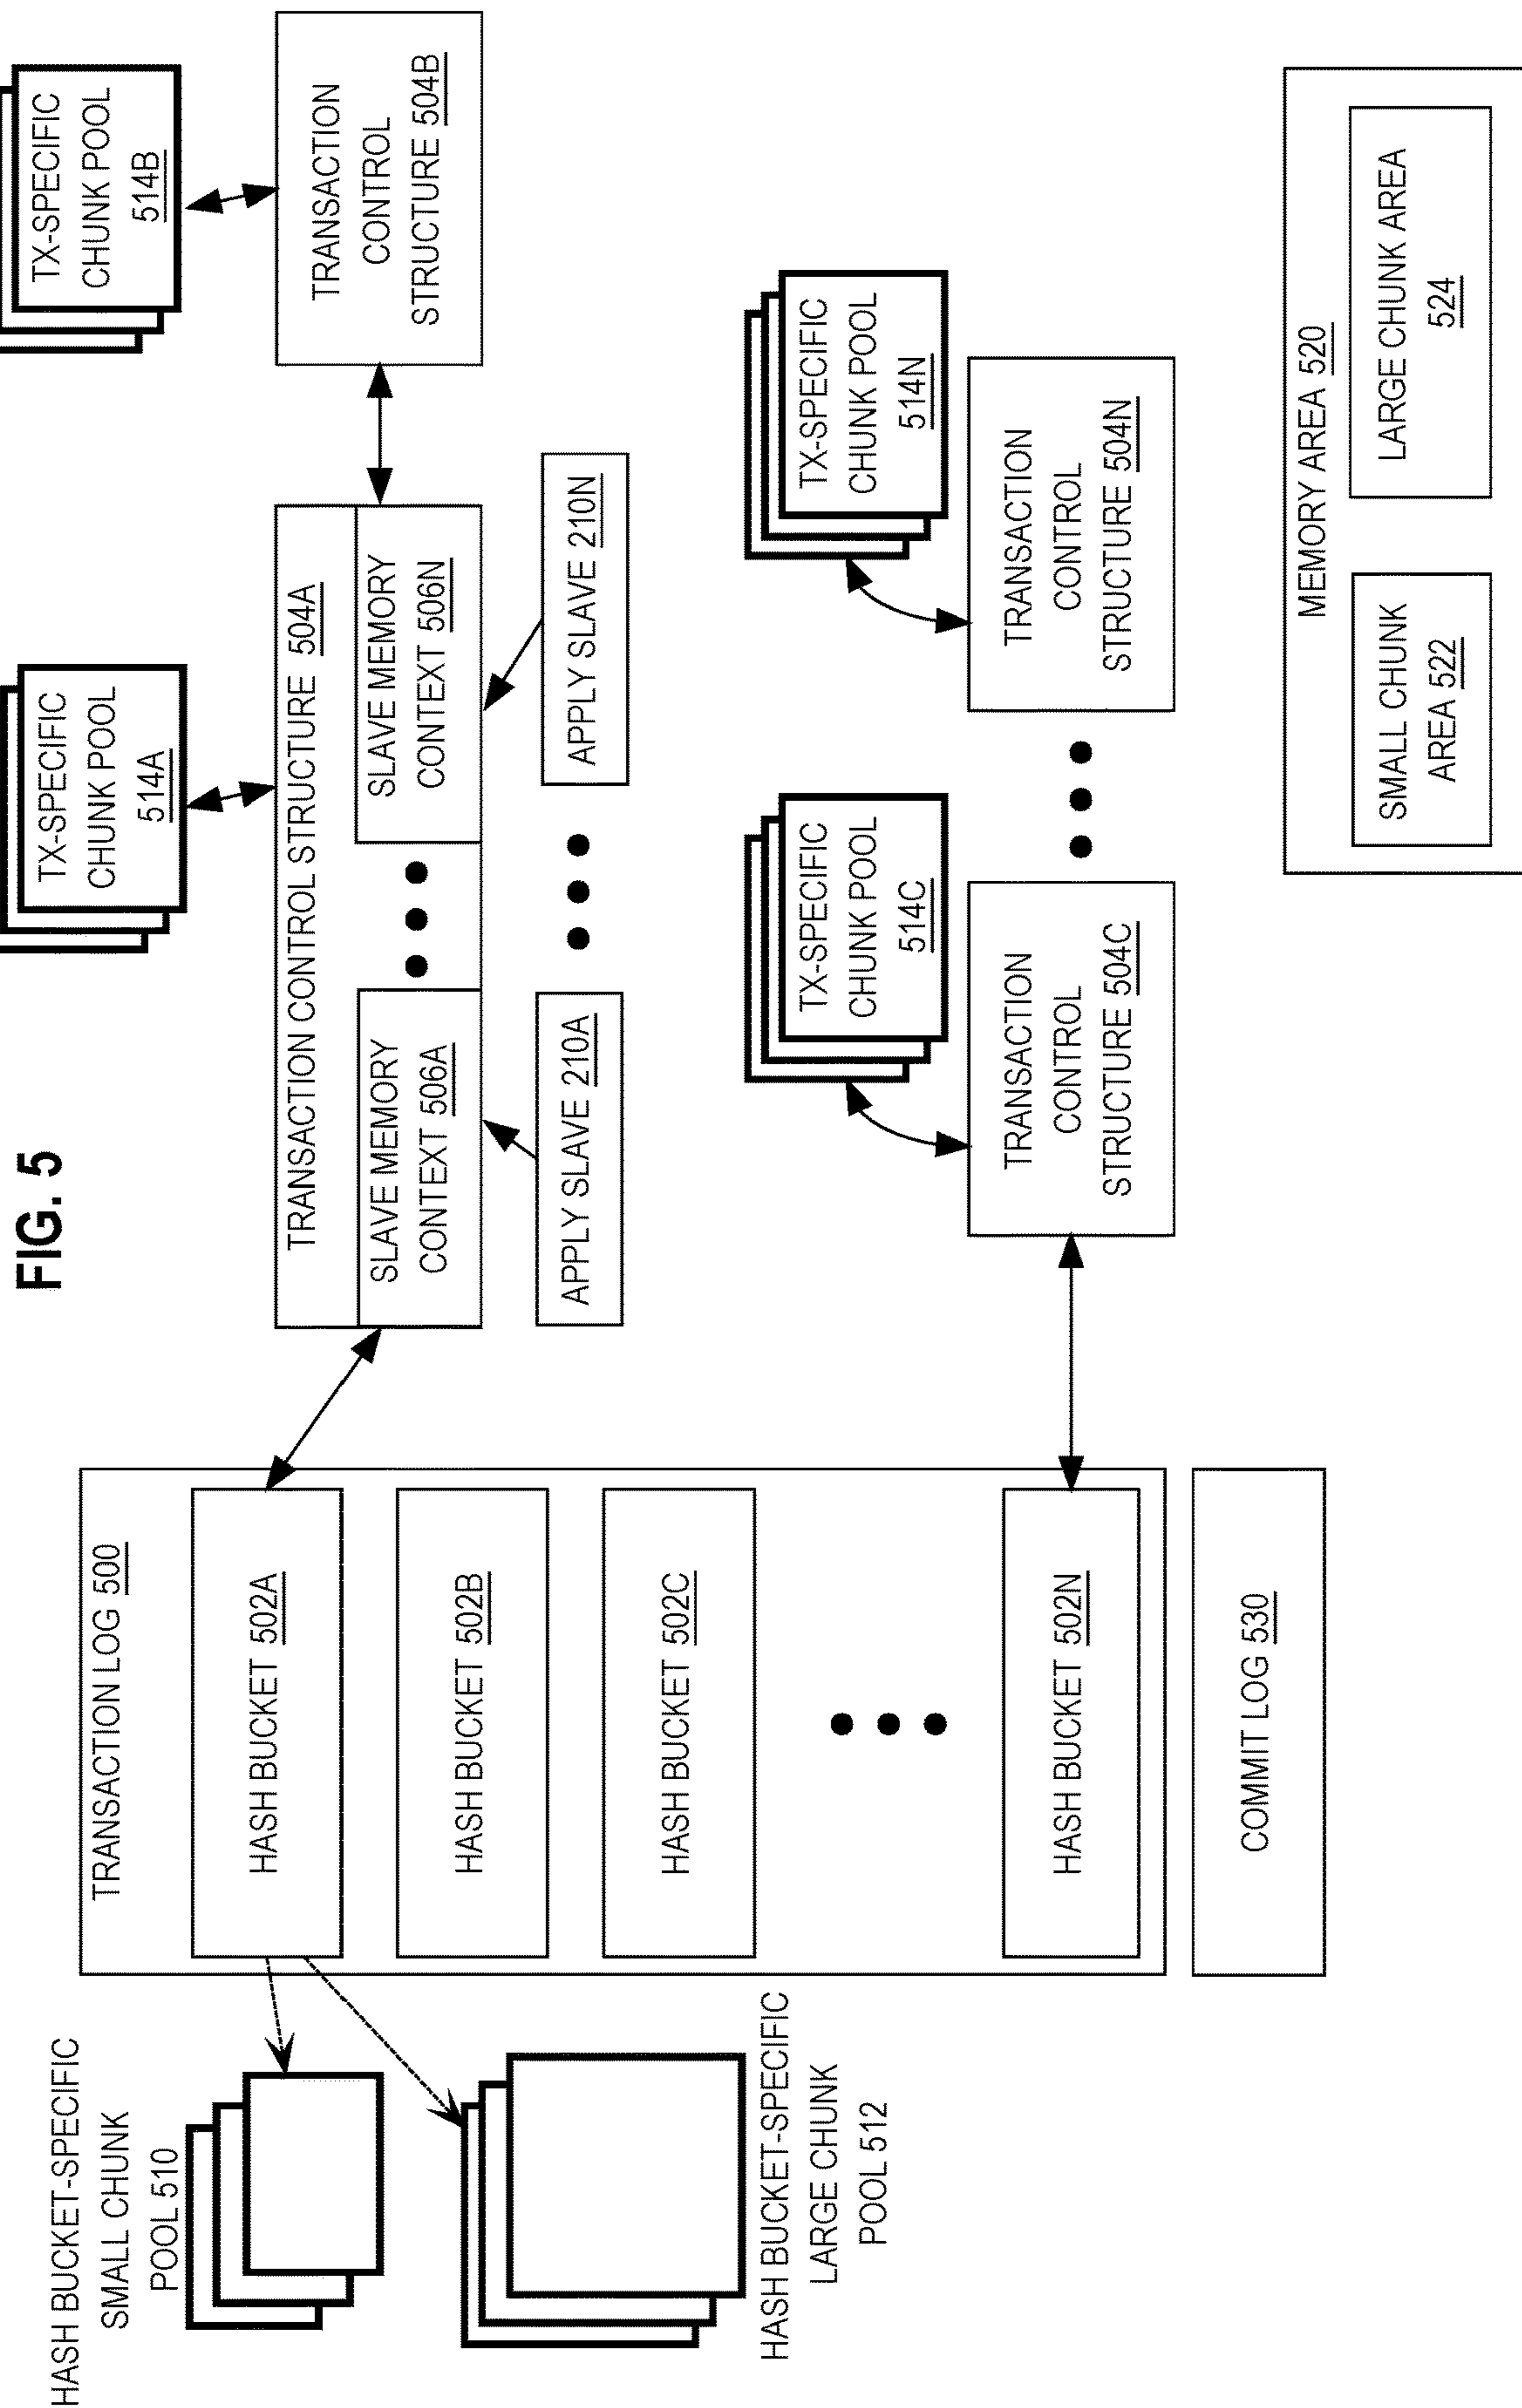 FIG. 5
HASH BUCKET-SPECIFIC
SMALL CHUNK
POOL 510
HASH BUCKET-SPECIFIC
LARGE CHUNK
POOL 512
TRANSACTION LOG 500
HASH BUCKET 502A
HASH BUCKET 502B
HASH BUCKET 502C
HASH BUCKET 502N
COMMIT LOG 530
TX-SPECIFIC
CHUNK POOL
514A
TRANSACTION CONTROL STRUCTURE 504A
SLAVE MEMORY
CONTEXT 506A
SLAVE MEMORY
CONTEXT 506N
APPLY SLAVE 210A
APPLY SLAVE 210N
TX-SPECIFIC
CHUNK POOL
514B
TRANSACTION
CONTROL
STRUCTURE 504B
TX-SPECIFIC
CHUNK POOL
514C
TRANSACTION
CONTROL
STRUCTURE 504C
TX-SPECIFIC
CHUNK POOL
514N
TRANSACTION
CONTROL
STRUCTURE 504N
MEMORY AREA 520
SMALL CHUNK
AREA 522
LARGE CHUNK AREA
524